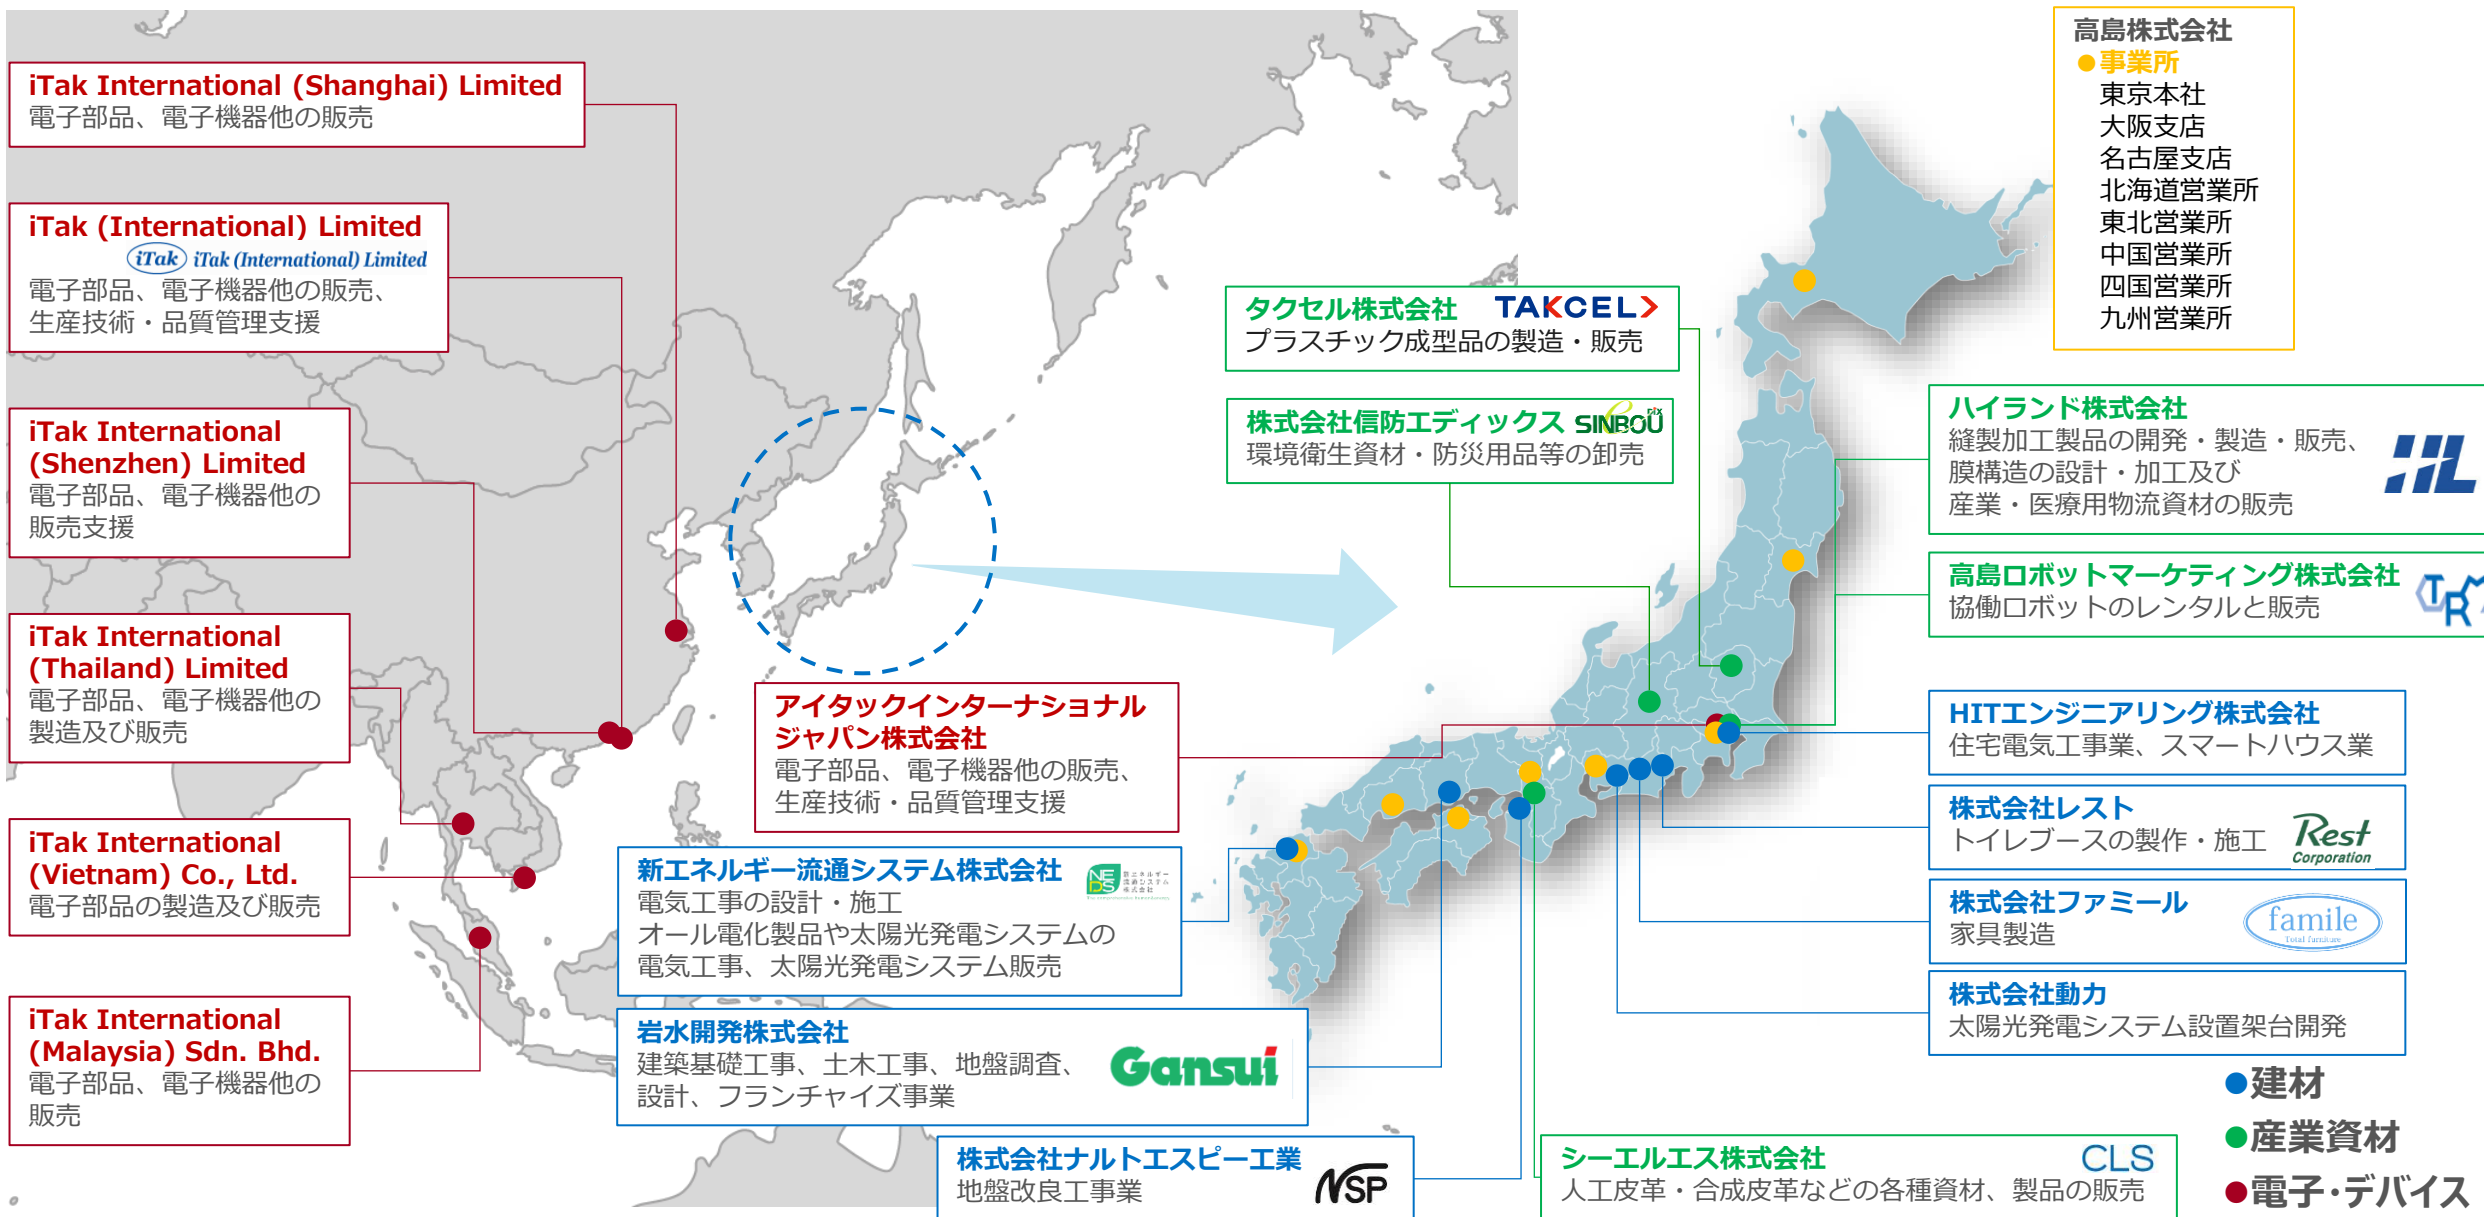 iTak International (Shanghai) Limited
電子部品、電子機器他の販売
iTak (International) Limited
iTak iTak (International) Limited
電子部品、電子機器他の販売、
生産技術・品質管理支援
iTak International
(Shenzhen) Limited
電子部品、電子機器他の
販売支援
iTak International
(Thailand) Limited
電子部品、電子機器他の
製造及び販売
iTak International
(Vietnam) Co., Ltd.
電子部品の製造及び販売
iTak International
(Malaysia) Sdn. Bhd.
電子部品、電子機器他の
販売
アイタックインターナショナル
ジャパン株式会社
電子部品、電子機器他の販売、
生産技術・品質管理支援
新エネルギー流通システム株式会社
NEDS 新エネルギー
流通システム
株式会社
電気工事の設計・施工
オール電化製品や太陽光発電システムの
電気工事、太陽光発電システム販売
岩水開発株式会社
建築基礎工事、土木工事、地盤調査、
設計、フランチャイズ事業
Gansui
株式会社ナルトエスピー工業
地盤改良工事業
NSP
タクセル株式会社 TAKCEL
プラスチック成型品の製造・販売
株式会社信防エディックス SINBOU
環境衛生資材・防災用品等の卸売
高島株式会社
●事業所
東京本社
大阪支店
名古屋支店
北海道営業所
東北営業所
中国営業所
四国営業所
九州営業所
ハイランド株式会社
縫製加工製品の開発・製造・販売、
膜構造の設計・加工及び
産業・医療用物流資材の販売
HL
高島ロボットマーケティング株式会社
協働ロボットのレンタルと販売
TR
HITエンジニアリング株式会社
住宅電気工事業、スマートハウス業
株式会社レスト
トイレブースの製作・施工
Rest
Corporation
株式会社ファミール
家具製造
famile
Total furniture
株式会社動力
太陽光発電システム設置架台開発
シーエルエス株式会社 CLS
人工皮革・合成皮革などの各種資材、製品の販売
●建材
●産業資材
●電子・デバイス